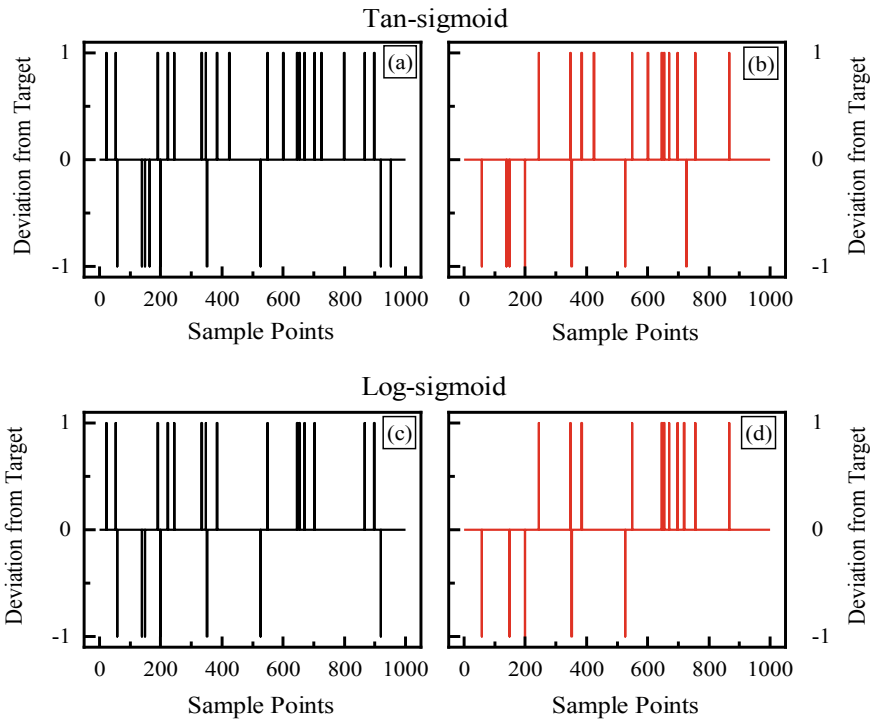 Tan-sigmoid
Deviation from Target
1
0
-1
(a)
0 200 400 600 800 1000
Sample Points
(b)
0 200 400 600 800 1000
Sample Points
1
0
-1
Deviation from Target
Log-sigmoid
Deviation from Target
1
0
-1
(c)
0 200 400 600 800 1000
Sample Points
(d)
0 200 400 600 800 1000
Sample Points
1
0
-1
Deviation from Target